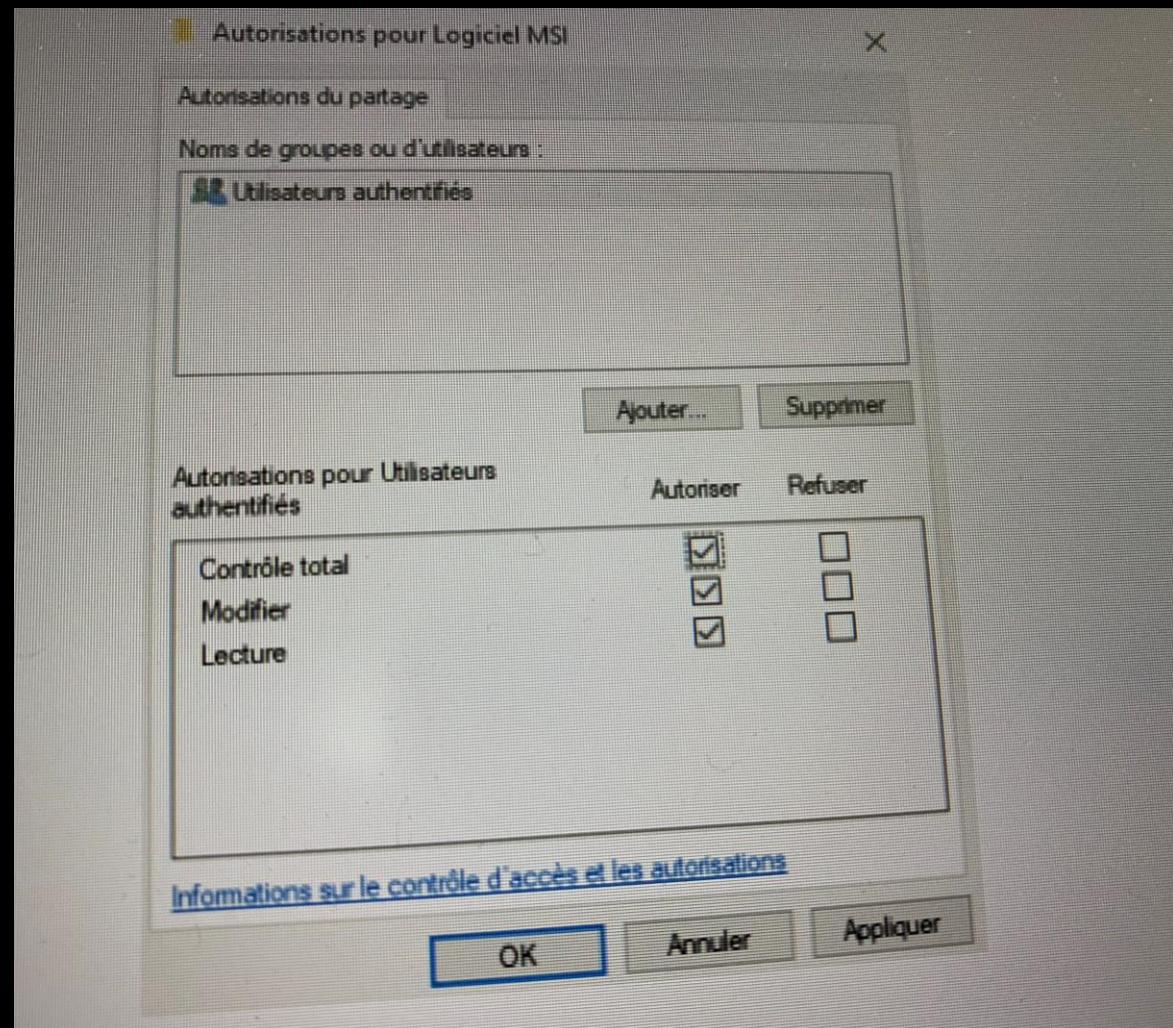 Autorisations pour Logiciel MSI
Autorisations du partage
Noms de groupes ou d'utilisateurs :
Utilisateurs authentifiés
Ajouter...
Supprimer
Autorisations pour Utilisateurs
authentifiés
Autoriser
Refuser
Contrôle total
Modifier
Lecture
Informations sur le contrôle d'accès et les autorisations
OK
Annuler
Appliquer